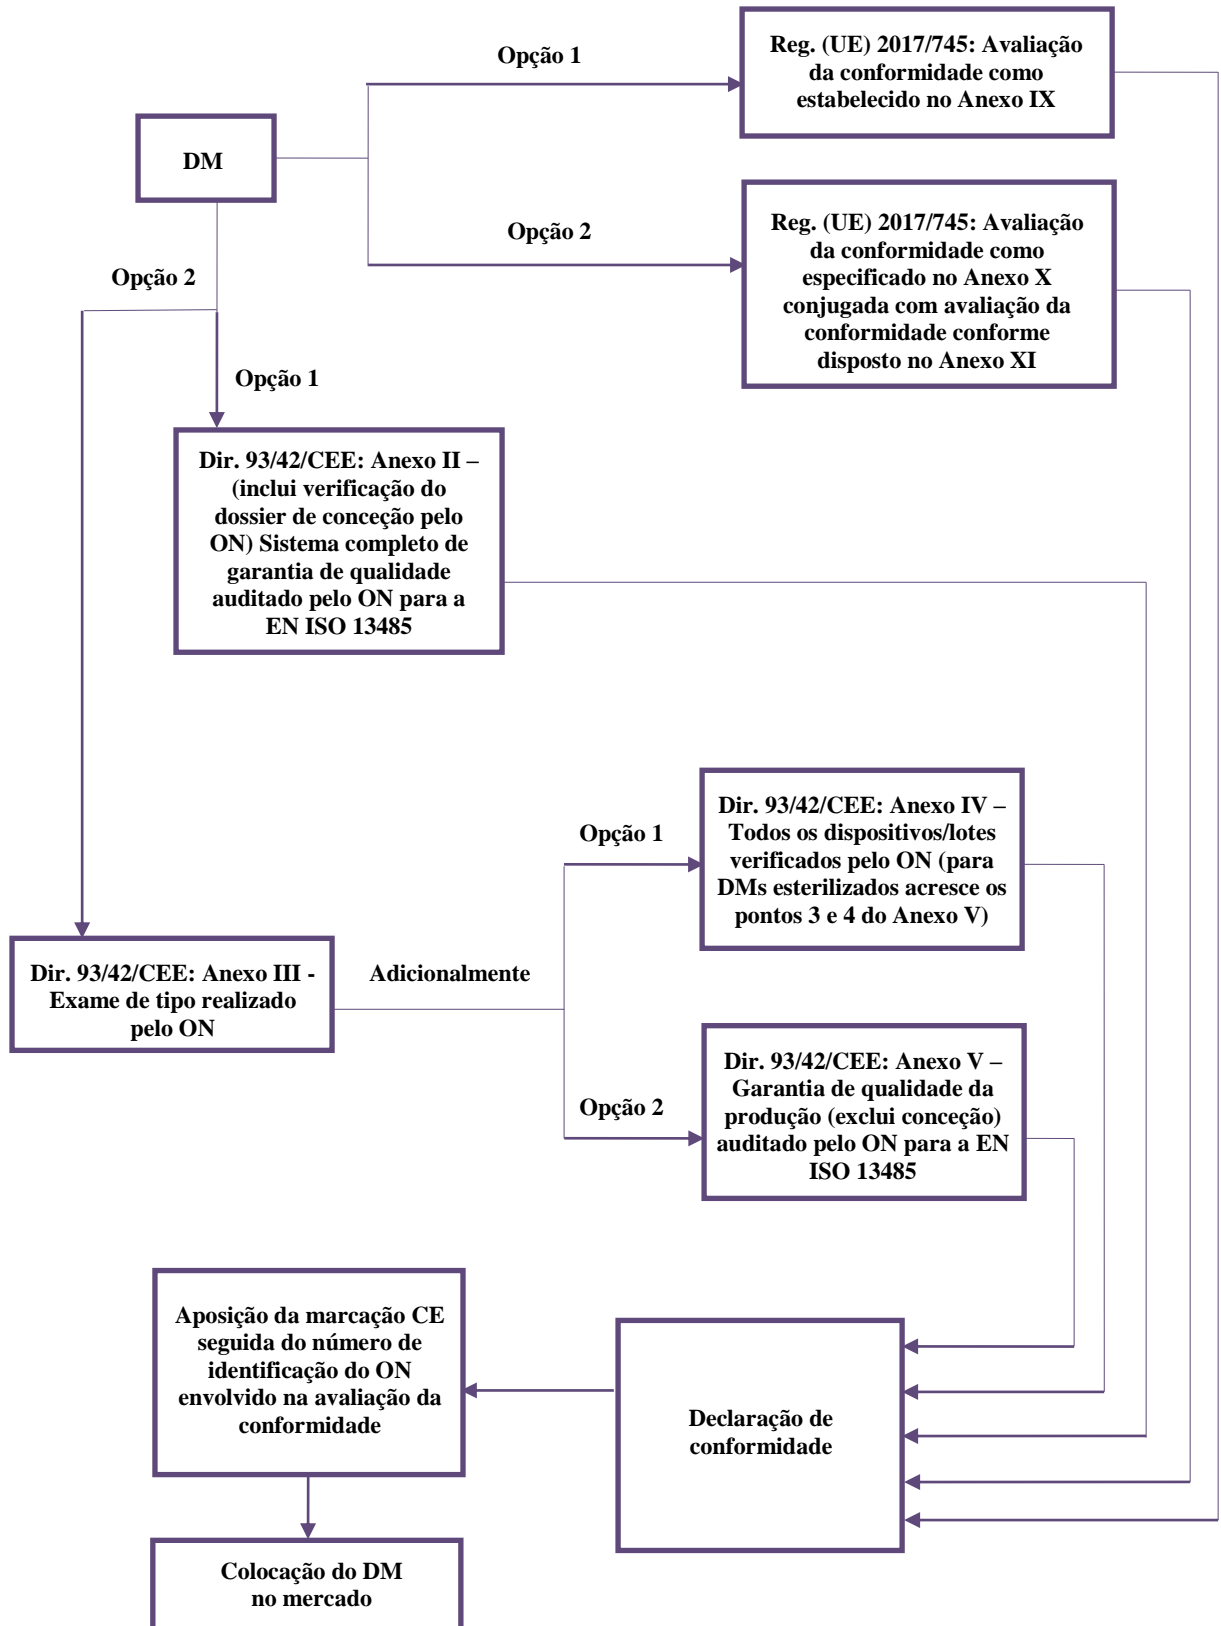 Opção 1
Reg. (UE) 2017/745: Avaliação
da conformidade como
estabelecido no Anexo IX
DM
Opção 2
Reg. (UE) 2017/745: Avaliação
da conformidade como
especificado no Anexo X
conjugada com avaliação da
conformidade conforme
disposto no Anexo XI
Opção 2
Opção 1
Dir. 93/42/CEE: Anexo II –
(inclui verificação do
dossier de conceção pelo
ON) Sistema completo de
garantia de qualidade
auditado pelo ON para a
EN ISO 13485
Opção 1
Dir. 93/42/CEE: Anexo IV –
Todos os dispositivos/lotes
verificados pelo ON (para
DMs esterilizados acresce os
pontos 3 e 4 do Anexo V)
Dir. 93/42/CEE: Anexo III -
Exame de tipo realizado
pelo ON
Adicionalmente
Opção 2
Dir. 93/42/CEE: Anexo V –
Garantia de qualidade da
produção (exclui conceção)
auditado pelo ON para a EN
ISO 13485
Aposição da marcação CE
seguida do número de
identificação do ON
envolvido na avaliação da
conformidade
Declaração de
conformidade
Colocação do DM
no mercado